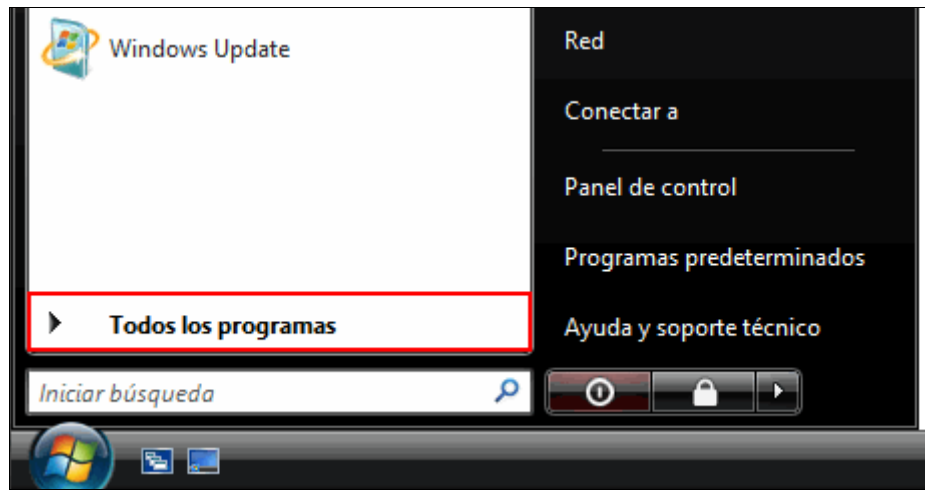 Windows Update
Todos los programas
Iniciar búsqueda
Red
Conectar a
Panel de control
Programas predeterminados
Ayuda y soporte técnico